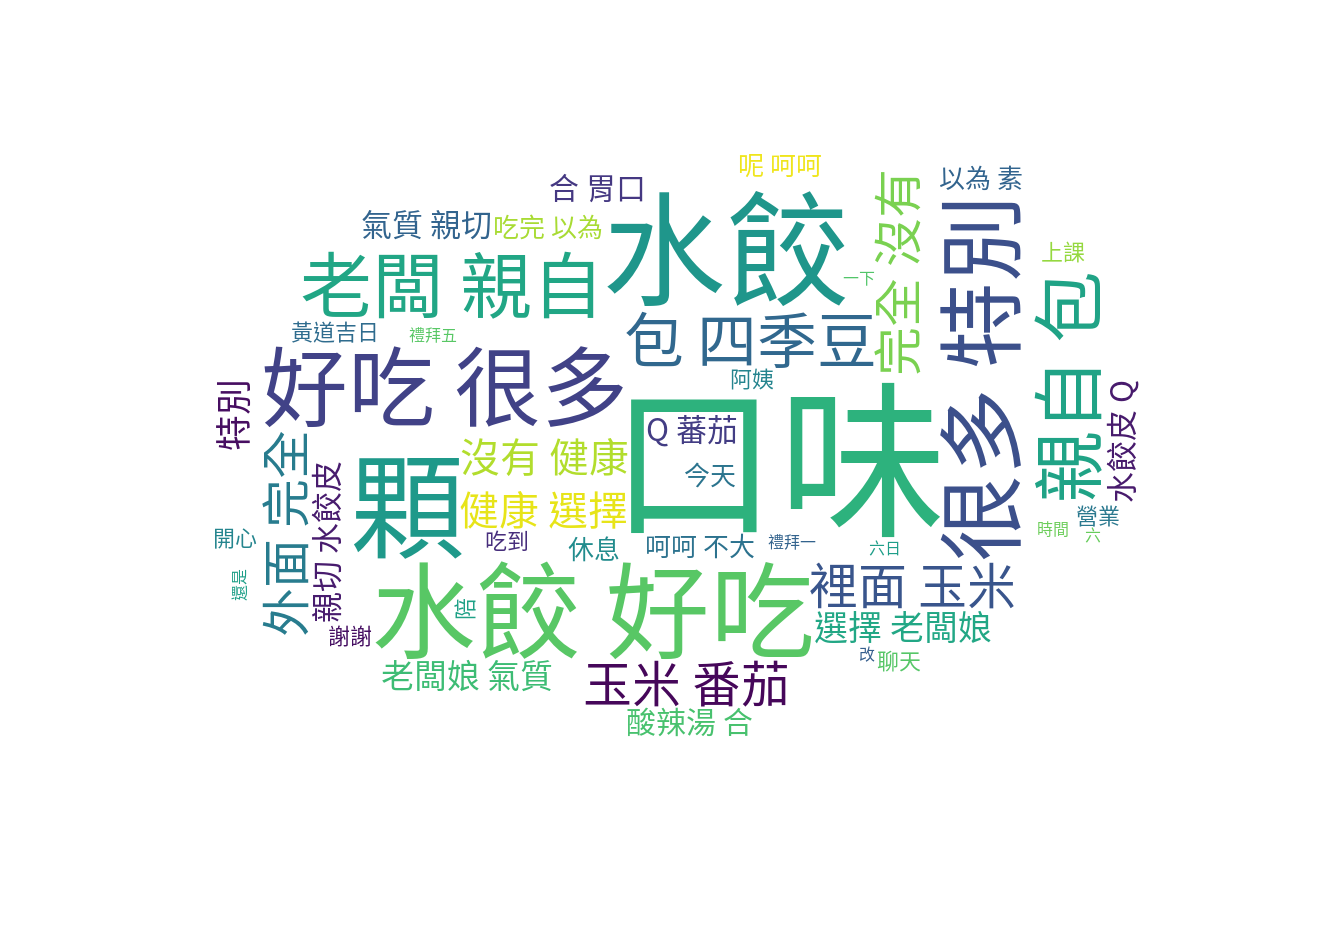 呢 呵呵
合 胃口
以為 素
氣質 親切
吃完 以為
水餃
完全 沒有
很多 特別
上課
老闆 親自
一下
親自 包
黃道吉日
禮拜五
包 四季豆
好吃 很多
阿姨
特別
口味
Q 蕃茄
水餃皮 Q
外面 完全
沒有 健康
顆
今天
親切 水餃皮
健康 選擇
營業
時間
六
開心
吃到
休息
呵呵 不大
禮拜一
六日
還是
水餃 好吃
裡面 玉米
陪
謝謝
選擇 老闆娘
改
聊天
老闆娘 氣質
玉米 番茄
酸辣湯 合